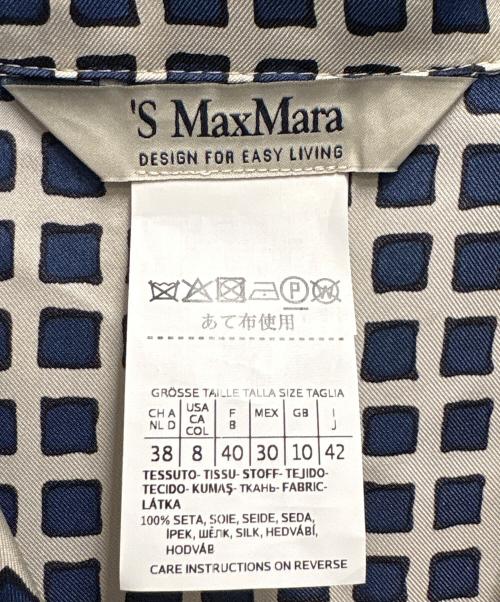 'S MaxMara
DESIGN FOR EASY LIVING
P W
あて布使用
GRÖSSE TAILLE TALLA SIZE TAGLIA
CH A NL D USA CA COL F B MEX GB I J
38 8 40 30 10 42
TESSUTO- TISSU- STOFF- TEJIDO-
TECIDO- KUMAŞ- ТКАНЬ- FABRIC-
LÁTKA
100% SETA, SOIE, SEIDE, SEDA,
İPEK, ШЁЛК, SILK, HEDVÁBÍ,
HODVÁB
CARE INSTRUCTIONS ON REVERSE